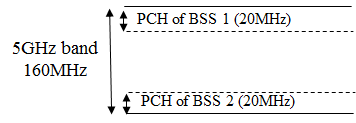 PCH of BSS 1 (20MHz)
5GHz band
160MHz
PCH of BSS 2 (20MHz)